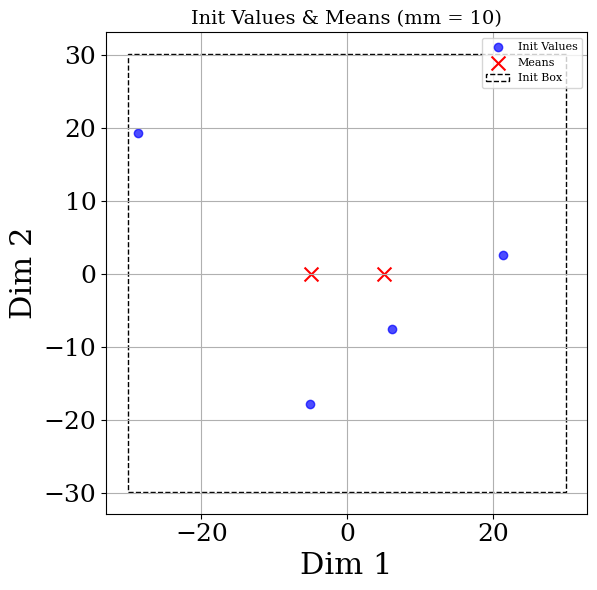 Init Values & Means (mm = 10)
Init Values
Means
Init Box
30
20
10
0
−10
−20
−30
Dim 2
−20
0
20
Dim 1